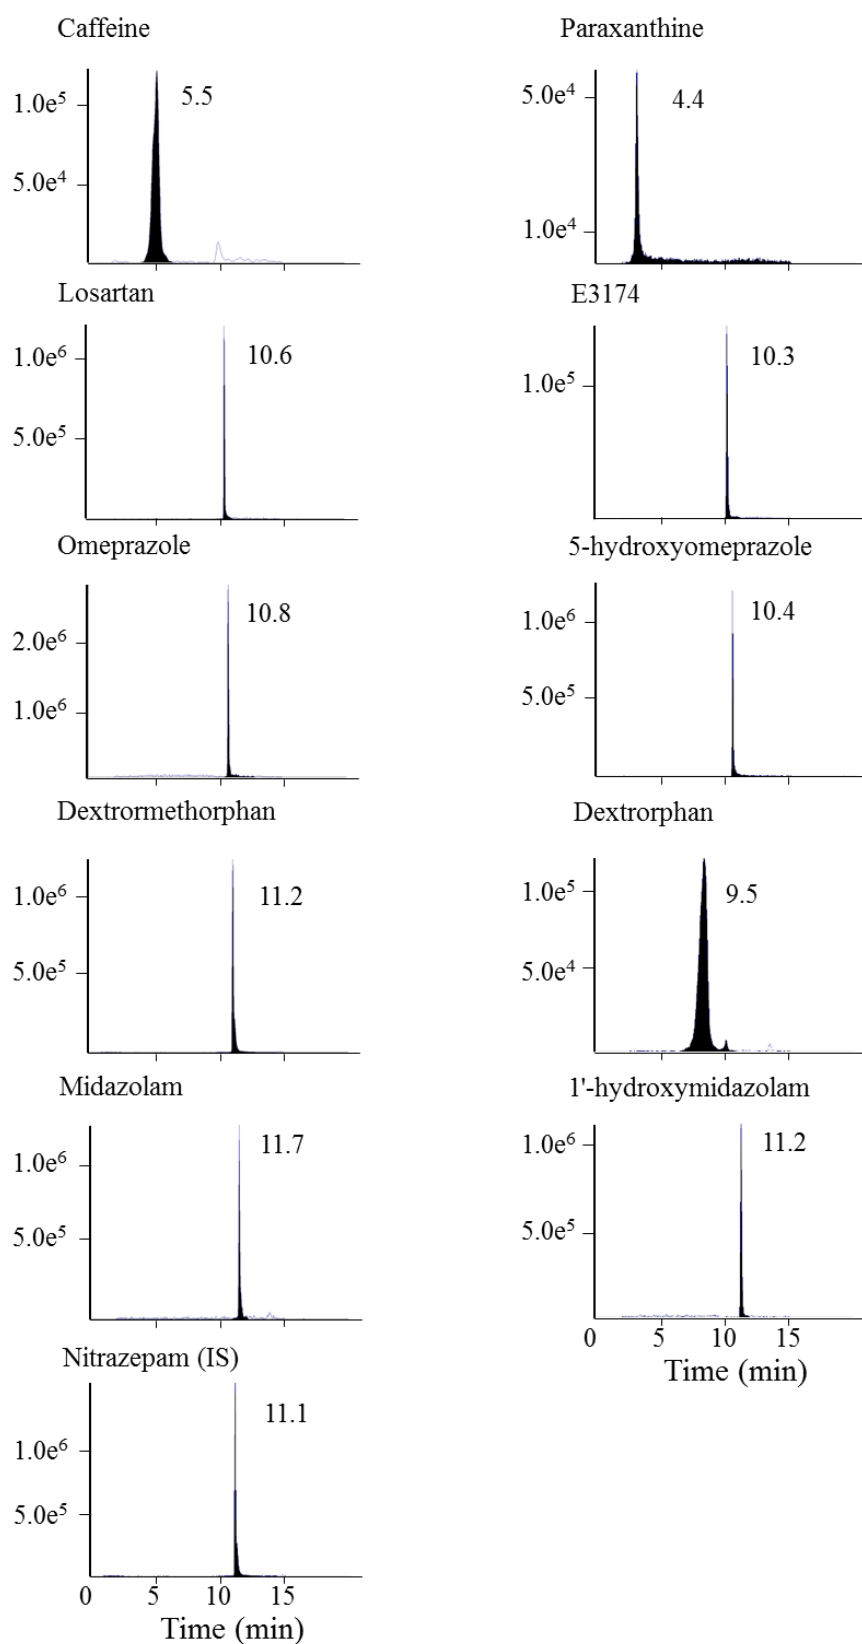 Caffeine
Paraxanthine
1.0e⁵
5.5
5.0e⁴
5.0e⁴
4.4
1.0e⁴
Losartan
E3174
1.0e⁶
10.6
5.0e⁵
10.3
1.0e⁵
Omeprazole
5-hydroxyomeprazole
10.8
2.0e⁶
1.0e⁶
10.4
1.0e⁶
5.0e⁵
Dextrormethorphan
Dextrorphan
1.0e⁶
11.2
5.0e⁵
1.0e⁵
9.5
5.0e⁴
Midazolam
1'-hydroxymidazolam
1.0e⁶
11.7
5.0e⁵
1.0e⁶
11.2
5.0e⁵
0 5 10 15
Time (min)
Nitrazepam (IS)
1.0e⁶
11.1
5.0e⁵
0 5 10 15
Time (min)